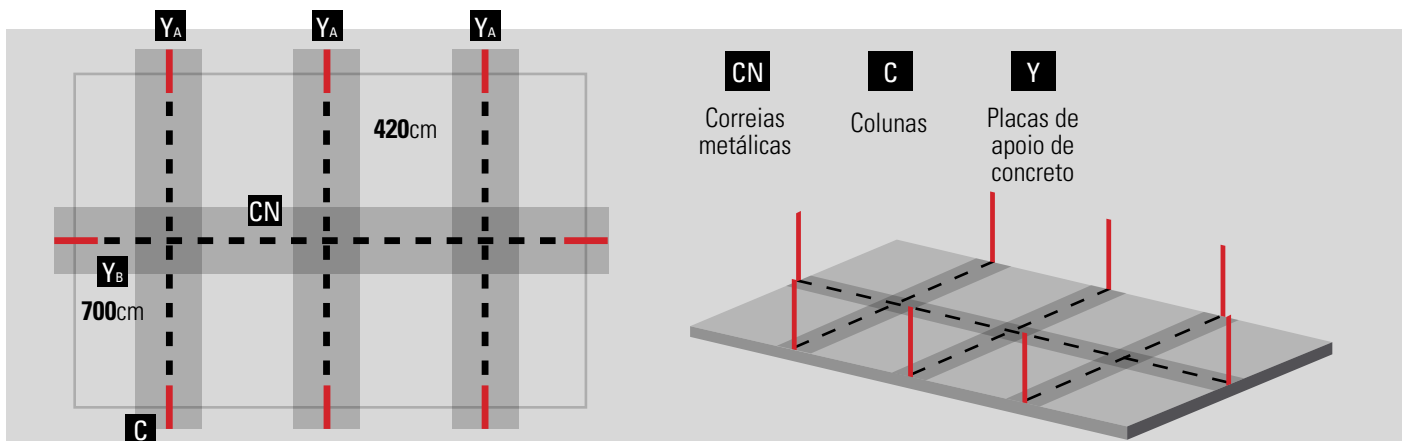 YA YA YA
420cm
CN
YB
700cm
C
CN C Y
Correias
metálicas
Colunas
Placas de
apoio de
concreto